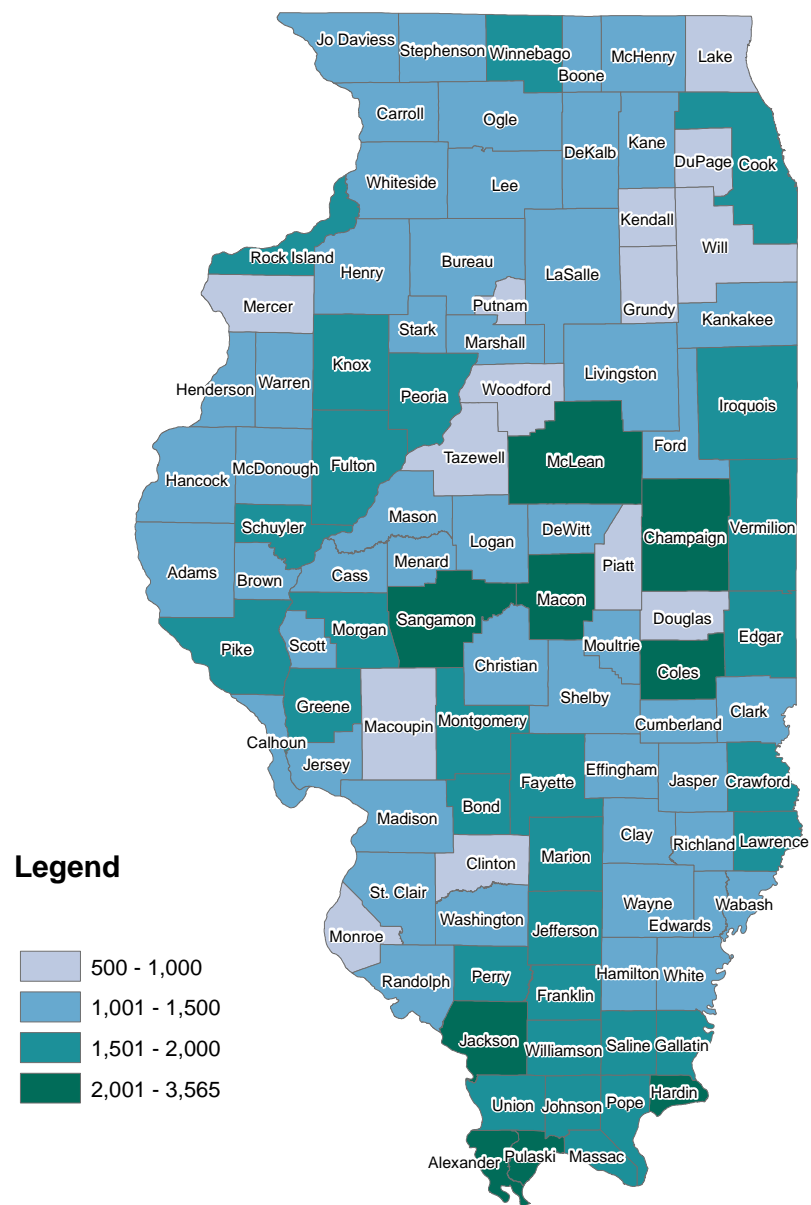 Jo Daviess
Stephenson
Winnebago
Boone
McHenry
Lake
Carroll
Ogle
DeKalb
Kane
DuPage
Cook
Whiteside
Lee
Kendall
Will
Rock Island
Henry
Bureau
LaSalle
Grundy
Mercer
Putnam
Kankakee
Stark
Marshall
Knox
Peoria
Woodford
Livingston
Iroquois
Henderson
Warren
Ford
Hancock
McDonough
Fulton
Tazewell
McLean
Schuyler
Mason
Logan
DeWitt
Champaign
Vermilion
Adams
Brown
Cass
Menard
Piatt
Pike
Scott
Morgan
Sangamon
Macon
Moultrie
Douglas
Edgar
Christian
Coles
Shelby
Greene
Macoupin
Montgomery
Cumberland
Clark
Calhoun
Jersey
Fayette
Effingham
Jasper
Crawford
Madison
Bond
Marion
Clay
Richland
Lawrence
Clinton
St. Clair
Washington
Wayne
Edwards
Wabash
Monroe
Jefferson
Randolph
Perry
Franklin
Hamilton
White
Jackson
Williamson
Saline
Gallatin
Union
Johnson
Pope
Hardin
Alexander
Pulaski
Massac
Legend
500 - 1,000
1,001 - 1,500
1,501 - 2,000
2,001 - 3,565